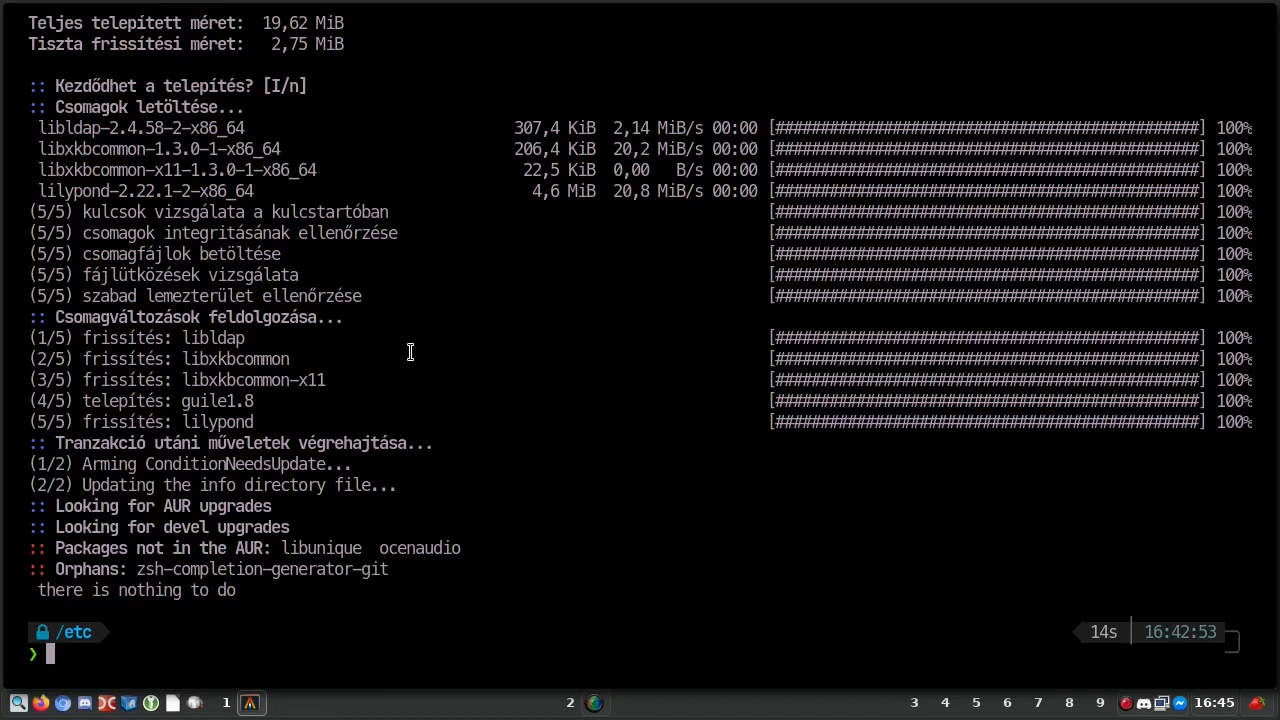 Teljes telepített méret:  19,62 MiB
Tiszta frissítési méret:   2,75 MiB
:: Kezdődhet a telepítés? [I/n]
:: Csomagok letöltése...
libldap-2.4.58-2-x86_64 307,4 KiB 2,14 MiB/s 00:00 [###############################################] 100%
libxkbcommon-1.3.0-1-x86_64 206,4 KiB 20,2 MiB/s 00:00 [###############################################] 100%
libxkbcommon-x11-1.3.0-1-x86_64 22,5 KiB 0,00 B/s 00:00 [###############################################] 100%
lilypond-2.22.1-2-x86_64 4,6 MiB 20,8 MiB/s 00:00 [###############################################] 100%
(5/5) kulcsok vizsgálata a kulcstartóban [###############################################] 100%
(5/5) csomagok integritásának ellenőrzése [###############################################] 100%
(5/5) csomagfájlok betöltése [###############################################] 100%
(5/5) fájlütközések vizsgálata [###############################################] 100%
(5/5) szabad lemezterület ellenőrzése [###############################################] 100%
:: Csomagváltozások feldolgozása...
(1/5) frissítés: libldap [###############################################] 100%
(2/5) frissítés: libxkbcommon [###############################################] 100%
(3/5) frissítés: libxkbcommon-x11 [###############################################] 100%
(4/5) telepítés: guile1.8 [###############################################] 100%
(5/5) frissítés: lilypond [###############################################] 100%
:: Tranzakció utáni műveletek végrehajtása...
(1/2) Arming ConditionNeedsUpdate...
(2/2) Updating the info directory file...
:: Looking for AUR upgrades
:: Looking for devel upgrades
:: Packages not in the AUR: libunique  ocenaudio
:: Orphans: zsh-completion-generator-git
there is nothing to do
/etc 14s 16:42:53
❯
1 2 3 4 5 6 7 8 9 16:45